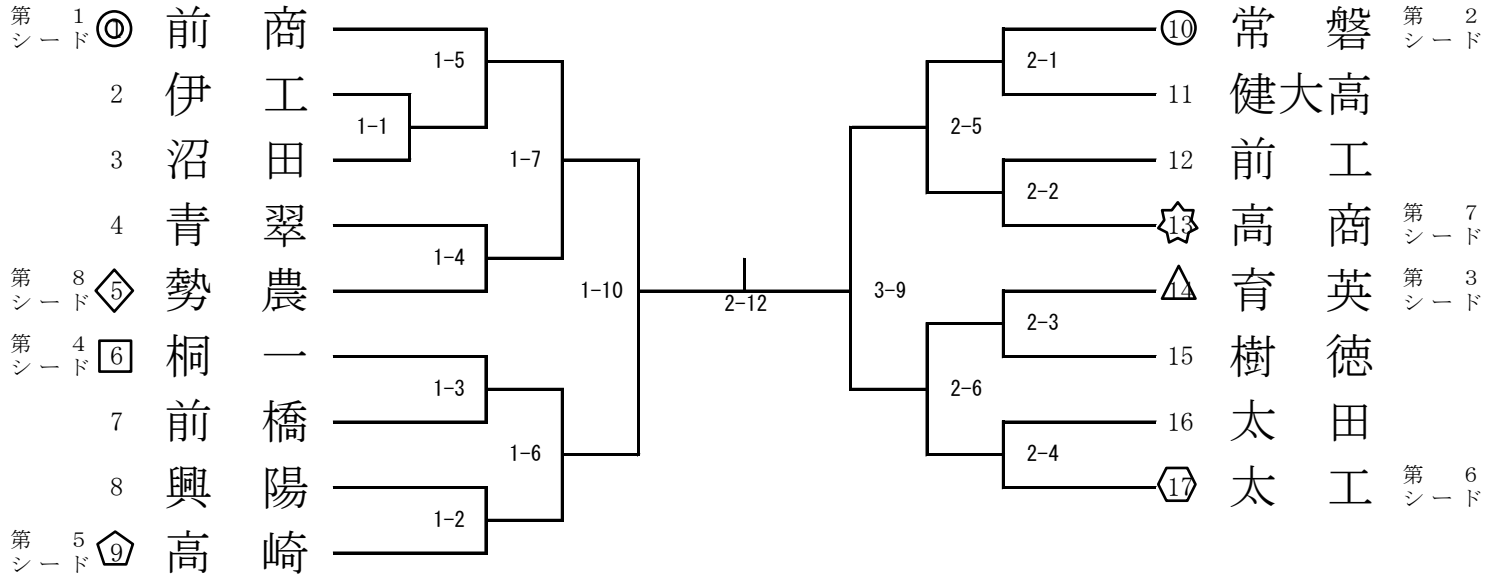 第1シード 1 前商
2 伊工
3 沼田
4 青翠
第8シード 5 勢農
第4シード 6 桐一
7 前橋
8 興陽
第5シード 9 高崎
1-5
1-1
1-7
1-4
1-10
1-3
1-6
1-2
2-12
3-9
2-1
2-5
2-2
2-3
2-6
2-4
10 常磐 第2シード
11 健大高
12 前工
13 高商 第7シード
14 育英 第3シード
15 樹徳
16 太田
17 太工 第6シード